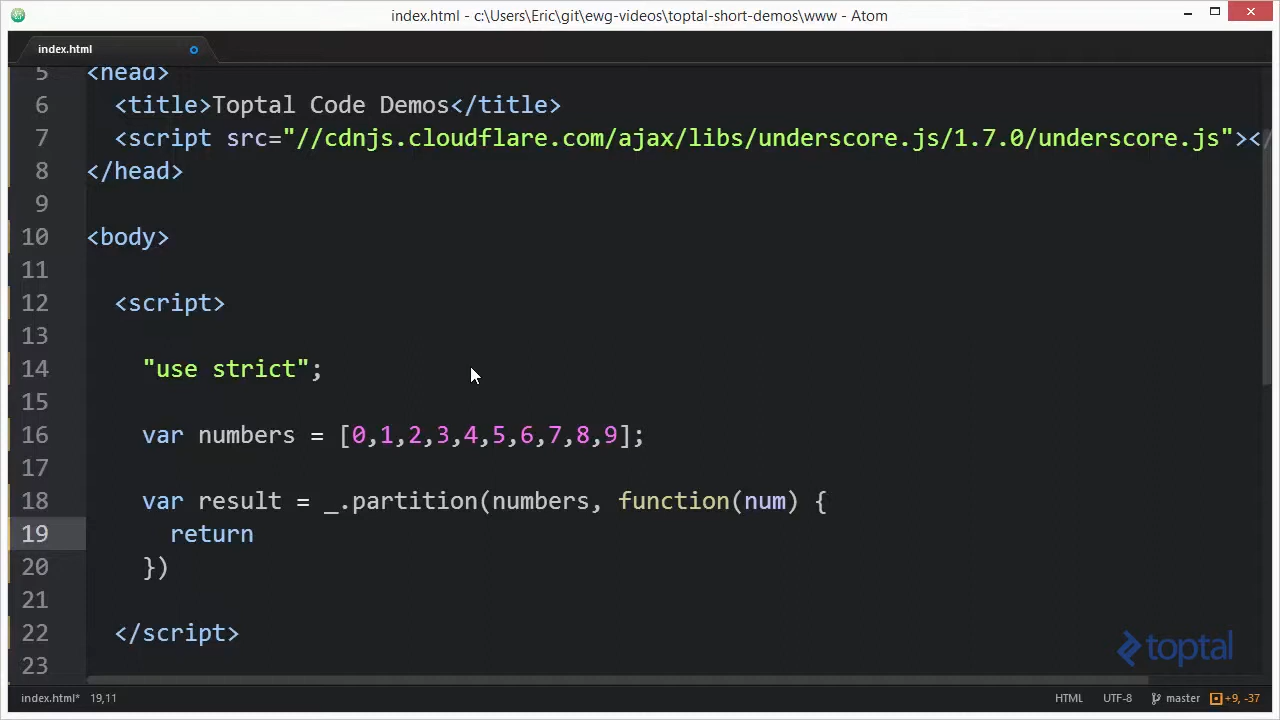 index.html - c:\Users\Eric\git\ewg-videos\toptal-short-demos\www - Atom
index.html
5 <head>
6 <title>Toptal Code Demos</title>
7 <script src="//cdnjs.cloudflare.com/ajax/libs/underscore.js/1.7.0/underscore.js"></
8 </head>
9
10 <body>
11
12 <script>
13
14 "use strict";
15
16 var numbers = [0,1,2,3,4,5,6,7,8,9];
17
18 var result = _.partition(numbers, function(num) {
19 return
20 })
21
22 </script>
23
toptal
index.html* 19,11 HTML UTF-8 master +9, -37